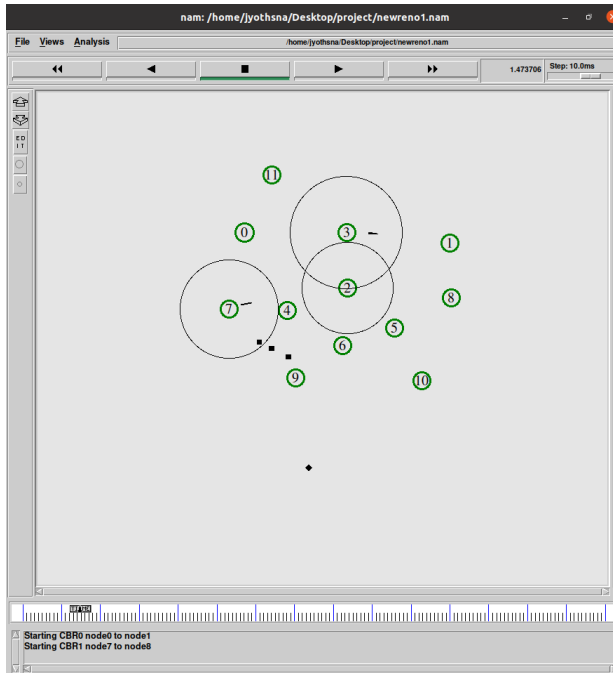 nam: /home/jyothsna/Desktop/project/newreno1.nam
File Views Analysis /home/jyothsna/Desktop/project/newreno1.nam
1.473706 Step: 10.0ms
E D
I T
11
0
3
1
7
4
2
8
5
6
9
10
Starting CBR0 node0 to node1
Starting CBR1 node7 to node8